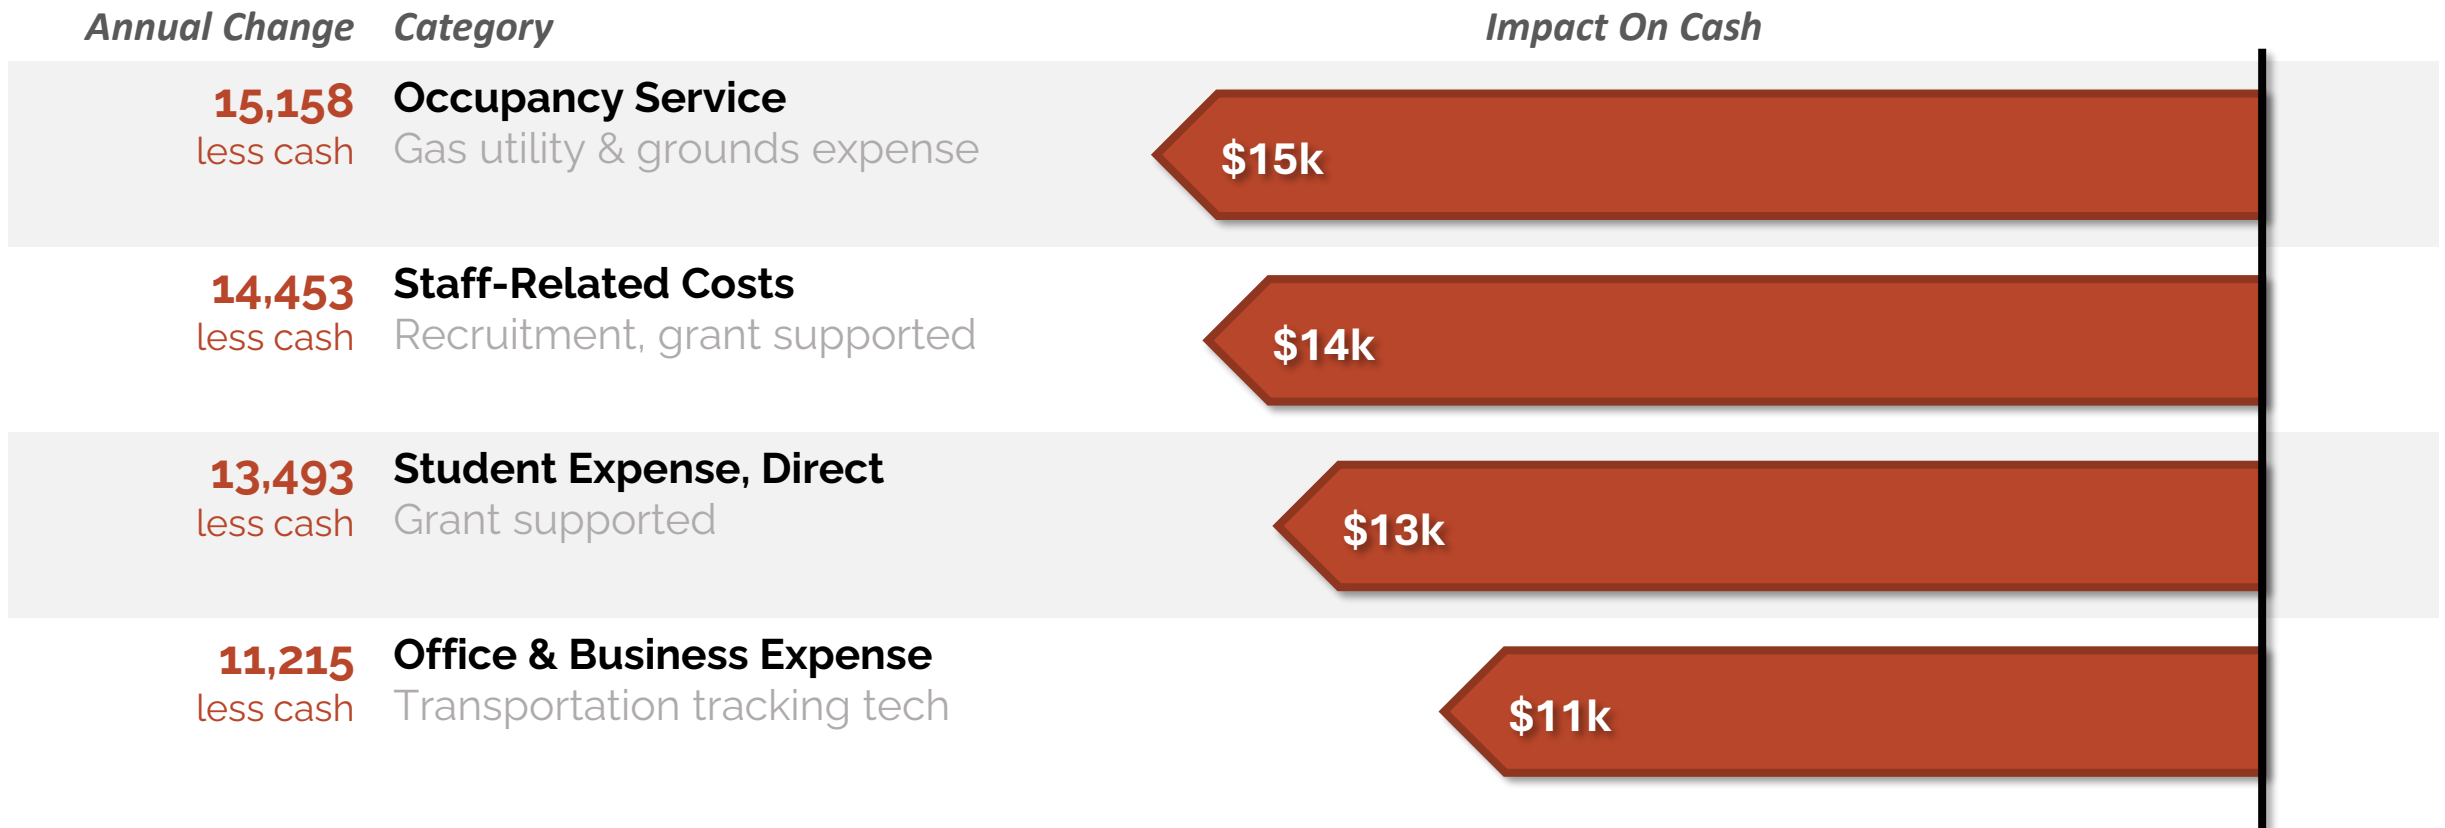 Annual Change Category Impact On Cash
15,158 Occupancy Service
less cash Gas utility & grounds expense
$15k
14,453 Staff-Related Costs
less cash Recruitment, grant supported
$14k
13,493 Student Expense, Direct
less cash Grant supported
$13k
11,215 Office & Business Expense
less cash Transportation tracking tech
$11k